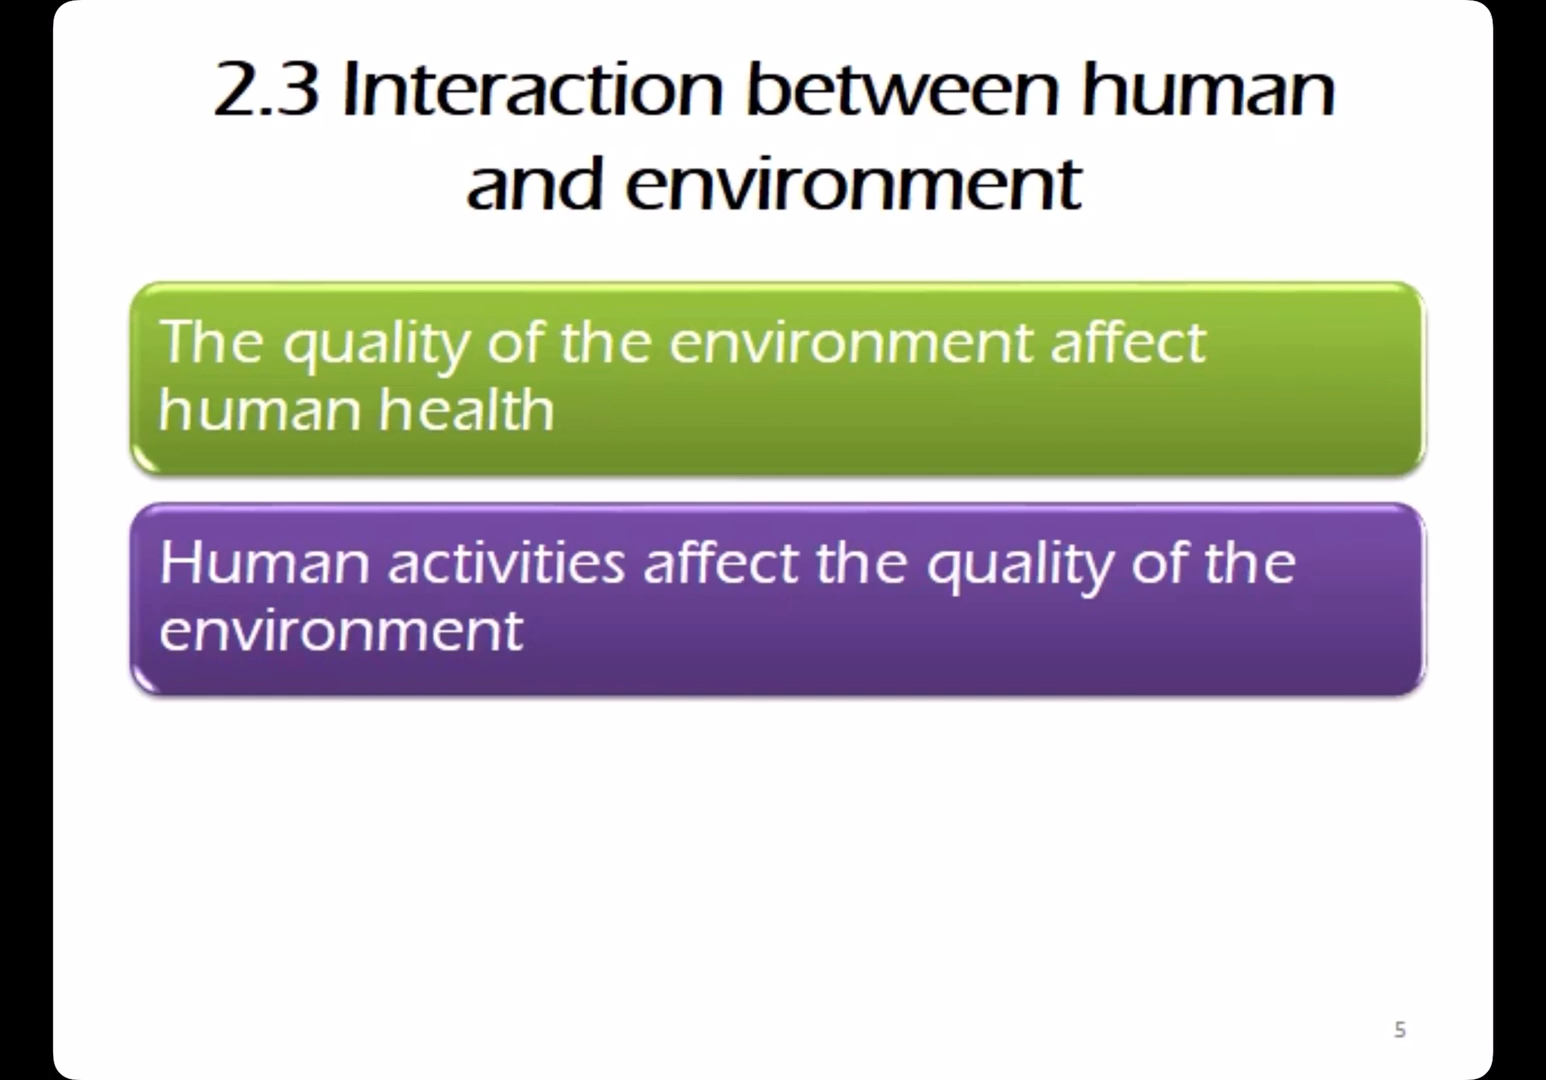 2.3 Interaction between human
and environment
The quality of the environment affect
human health
Human activities affect the quality of the
environment
5